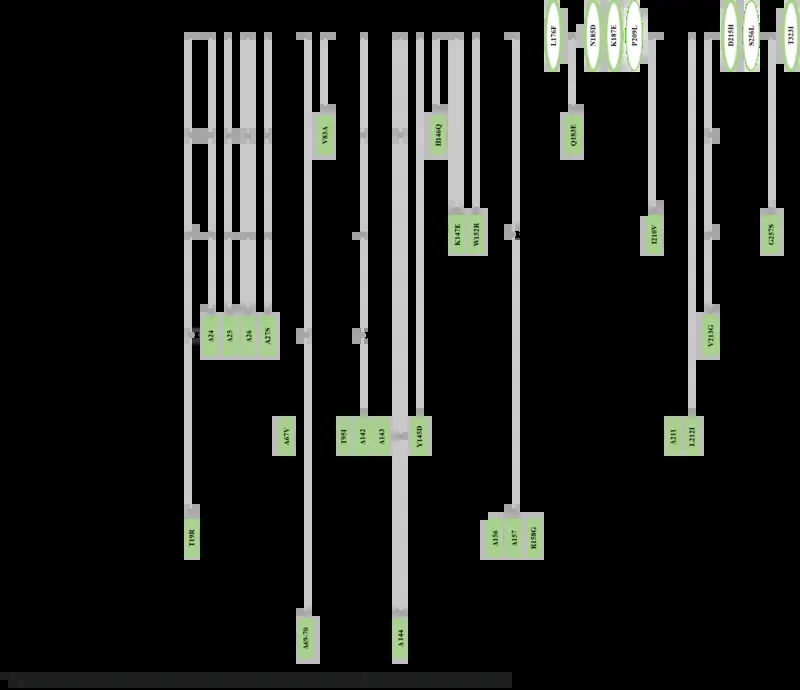 L176F
N185D
K187E
P209L
D215H
S256L
T323I
V83A
H146Q
Q183E
K147E
W152R
I210V
G257S
Δ24
Δ25
Δ26
A27S
V213G
A67V
T95I
Δ142
Δ143
Y145D
Δ211
L212I
T19R
Δ156
Δ157
R158G
Δ69-70
Δ144